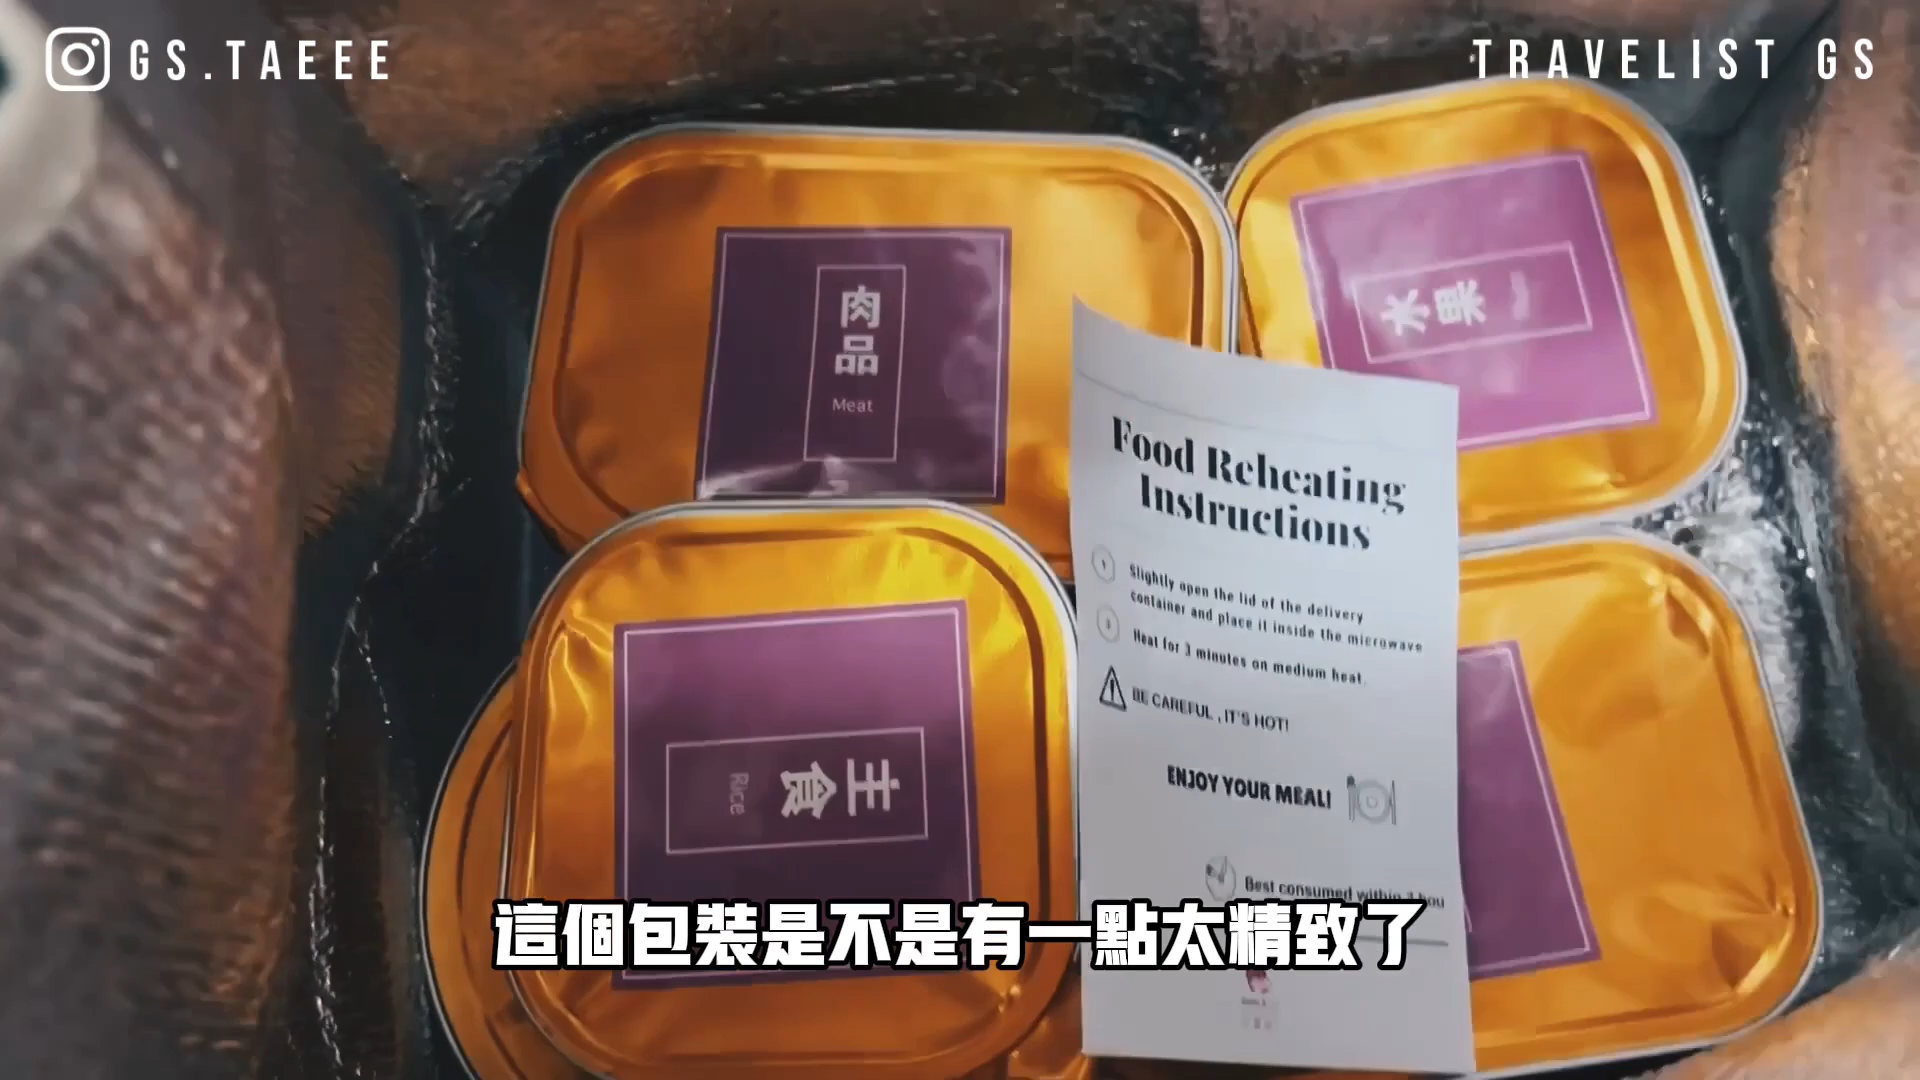 GS.TAEEE
TRAVELIST GS
肉品
Meat
水果
Food Reheating
Instructions
Slightly open the lid of the delivery
container and place it inside the microwave
Heat for 3 minutes on medium heat.
BE CAREFUL , IT'S HOT!
ENJOY YOUR MEAL!
Best consumed within
主食
Rice
這個包裝是不是有一點太精致了